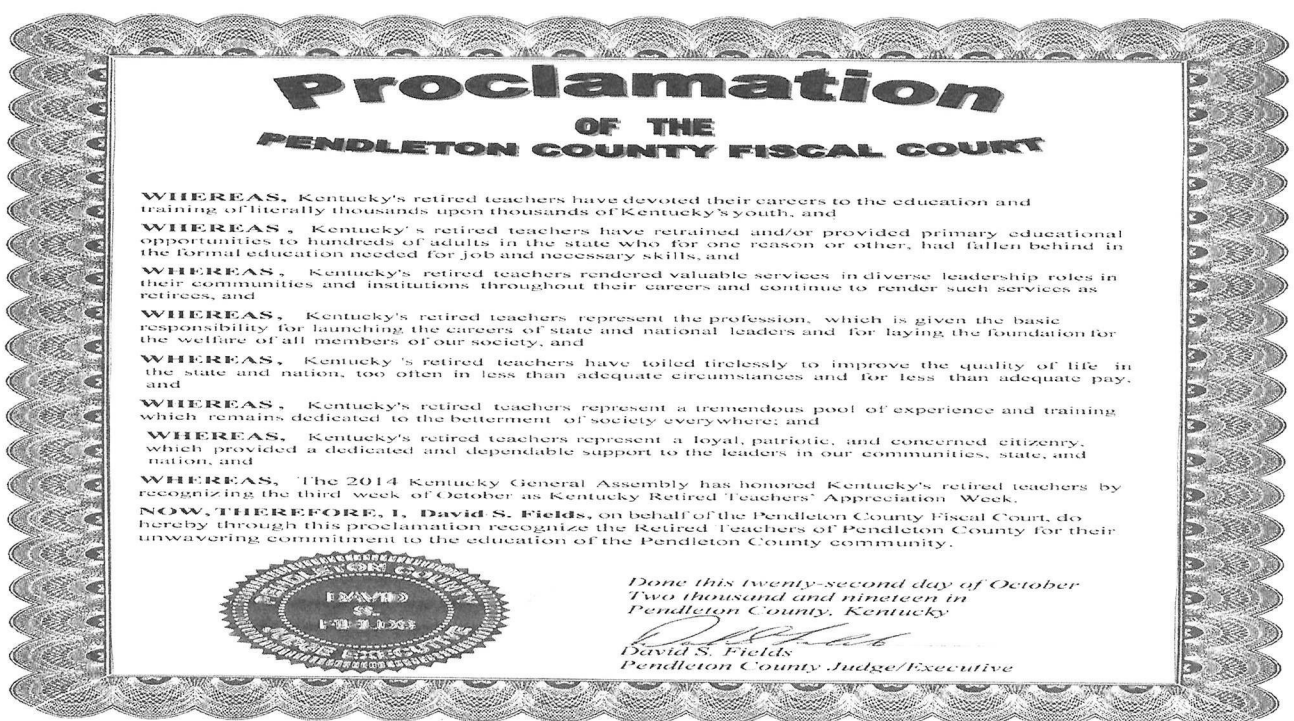 Proclamation
OF THE
PENDLETON COUNTY FISCAL COURT
WHEREAS, Kentucky's retired teachers have devoted their careers to the education and
training of literally thousands upon thousands of Kentucky's youth, and
WHEREAS, Kentucky's retired teachers have retrained and/or provided primary educational
opportunities to hundreds of adults in the state who for one reason or other, had fallen behind in
the formal education needed for job and necessary skills, and
WHEREAS, Kentucky's retired teachers rendered valuable services in diverse leadership roles in
their communities and institutions throughout their careers and continue to render such services as
retirees, and
WHEREAS, Kentucky's retired teachers represent the profession, which is given the basic
responsibility for launching the careers of state and national leaders and for laying the foundation for
the welfare of all members of our society, and
WHEREAS, Kentucky 's retired teachers have toiled tirelessly to improve the quality of life in
the state and nation, too often in less than adequate circumstances and for less than adequate pay,
and
WHEREAS, Kentucky's retired teachers represent a tremendous pool of experience and training
which remains dedicated to the betterment of society everywhere; and
WHEREAS, Kentucky's retired teachers represent a loyal, patriotic, and concerned citizenry,
which provided a dedicated and dependable support to the leaders in our communities, state, and
nation, and
WHEREAS, The 2014 Kentucky General Assembly has honored Kentucky's retired teachers by
recognizing the third week of October as Kentucky Retired Teachers' Appreciation Week.
NOW, THEREFORE, I, David S. Fields, on behalf of the Pendleton County Fiscal Court, do
hereby through this proclamation recognize the Retired Teachers of Pendleton County for their
unwavering commitment to the education of the Pendleton County community.
PENDLETON COUNTY
DAVID
S.
FIELDS
JUDGE EXECUTIVE
Done this twenty-second day of October
Two thousand and nineteen in
Pendleton County, Kentucky
David S. Fields
Pendleton County Judge/Executive